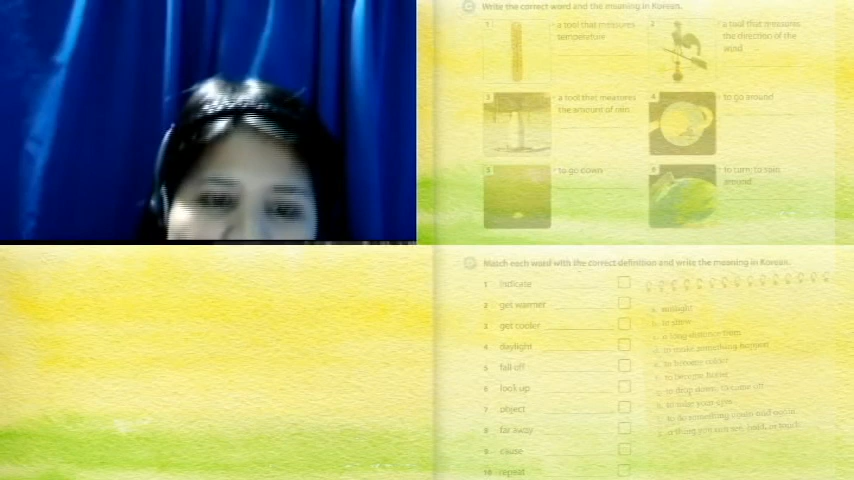 C Write the correct word and the meaning in Korean.
1 a tool that measures temperature
2 a tool that measures the direction of the wind
3 a tool that measures the amount of rain
4 to go around
5 to go down
6 to turn; to spin around
Match each word with the correct definition and write the meaning in Korean.
1 indicate
2 get warmer
3 get cooler
4 daylight
5 fall off
6 look up
7 object
8 far away
9 cause
10 repeat
a. sunlight
b. to show
c. a long distance from
d. to make something happen
e. to become colder
f. to become hotter
g. to drop down; to come off
h. to raise your eyes
i. to do something again and again
j. a thing you can see, hold, or touch